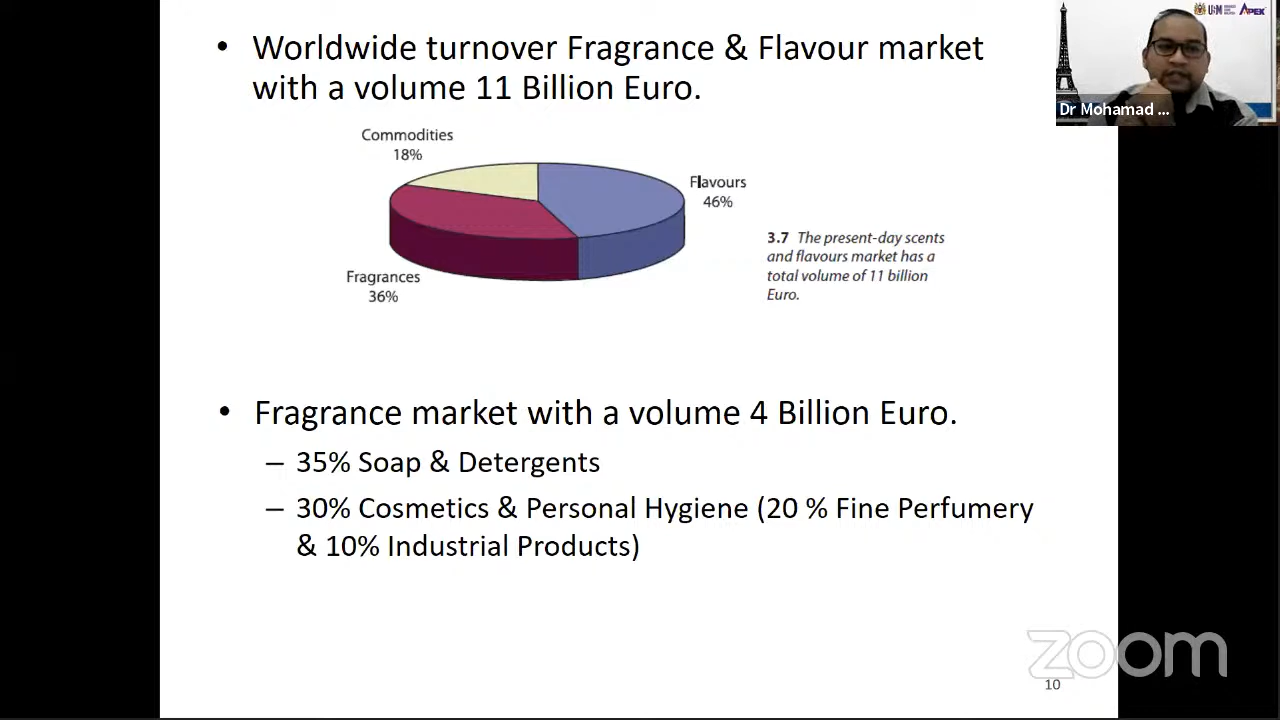 • Worldwide turnover Fragrance & Flavour market
with a volume 11 Billion Euro.
Commodities
18%
Flavours
46%
3.7 The present-day scents
and flavours market has a
total volume of 11 billion
Euro.
Fragrances
36%
• Fragrance market with a volume 4 Billion Euro.
– 35% Soap & Detergents
– 30% Cosmetics & Personal Hygiene (20 % Fine Perfumery
& 10% Industrial Products)
USM
APEX
Dr Mohamad ...
zoom
10